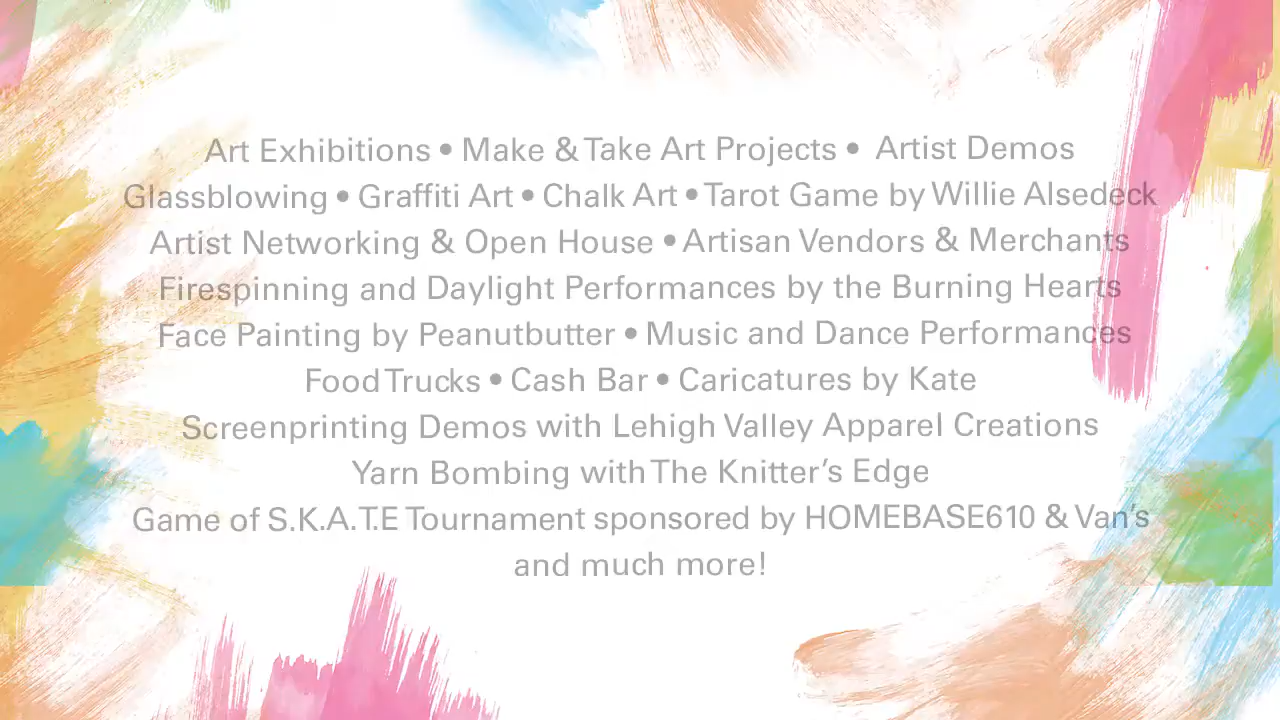 Art Exhibitions • Make & Take Art Projects • Artist Demos
Glassblowing • Graffiti Art • Chalk Art • Tarot Game by Willie Alsedeck
Artist Networking & Open House • Artisan Vendors & Merchants
Firespinning and Daylight Performances by the Burning Hearts
Face Painting by Peanutbutter • Music and Dance Performances
Food Trucks • Cash Bar • Caricatures by Kate
Screenprinting Demos with Lehigh Valley Apparel Creations
Yarn Bombing with The Knitter’s Edge
Game of S.K.A.T.E Tournament sponsored by HOMEBASE610 & Van’s
and much more!